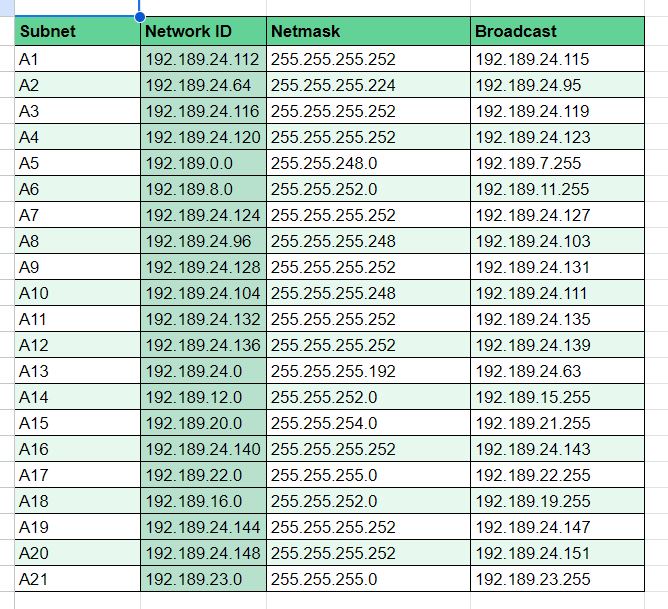 Subnet Network ID Netmask Broadcast
A1 192.189.24.112 255.255.255.252 192.189.24.115
A2 192.189.24.64 255.255.255.224 192.189.24.95
A3 192.189.24.116 255.255.255.252 192.189.24.119
A4 192.189.24.120 255.255.255.252 192.189.24.123
A5 192.189.0.0 255.255.248.0 192.189.7.255
A6 192.189.8.0 255.255.252.0 192.189.11.255
A7 192.189.24.124 255.255.255.252 192.189.24.127
A8 192.189.24.96 255.255.255.248 192.189.24.103
A9 192.189.24.128 255.255.255.252 192.189.24.131
A10 192.189.24.104 255.255.255.248 192.189.24.111
A11 192.189.24.132 255.255.255.252 192.189.24.135
A12 192.189.24.136 255.255.255.252 192.189.24.139
A13 192.189.24.0 255.255.255.192 192.189.24.63
A14 192.189.12.0 255.255.252.0 192.189.15.255
A15 192.189.20.0 255.255.254.0 192.189.21.255
A16 192.189.24.140 255.255.255.252 192.189.24.143
A17 192.189.22.0 255.255.255.0 192.189.22.255
A18 192.189.16.0 255.255.252.0 192.189.19.255
A19 192.189.24.144 255.255.255.252 192.189.24.147
A20 192.189.24.148 255.255.255.252 192.189.24.151
A21 192.189.23.0 255.255.255.0 192.189.23.255